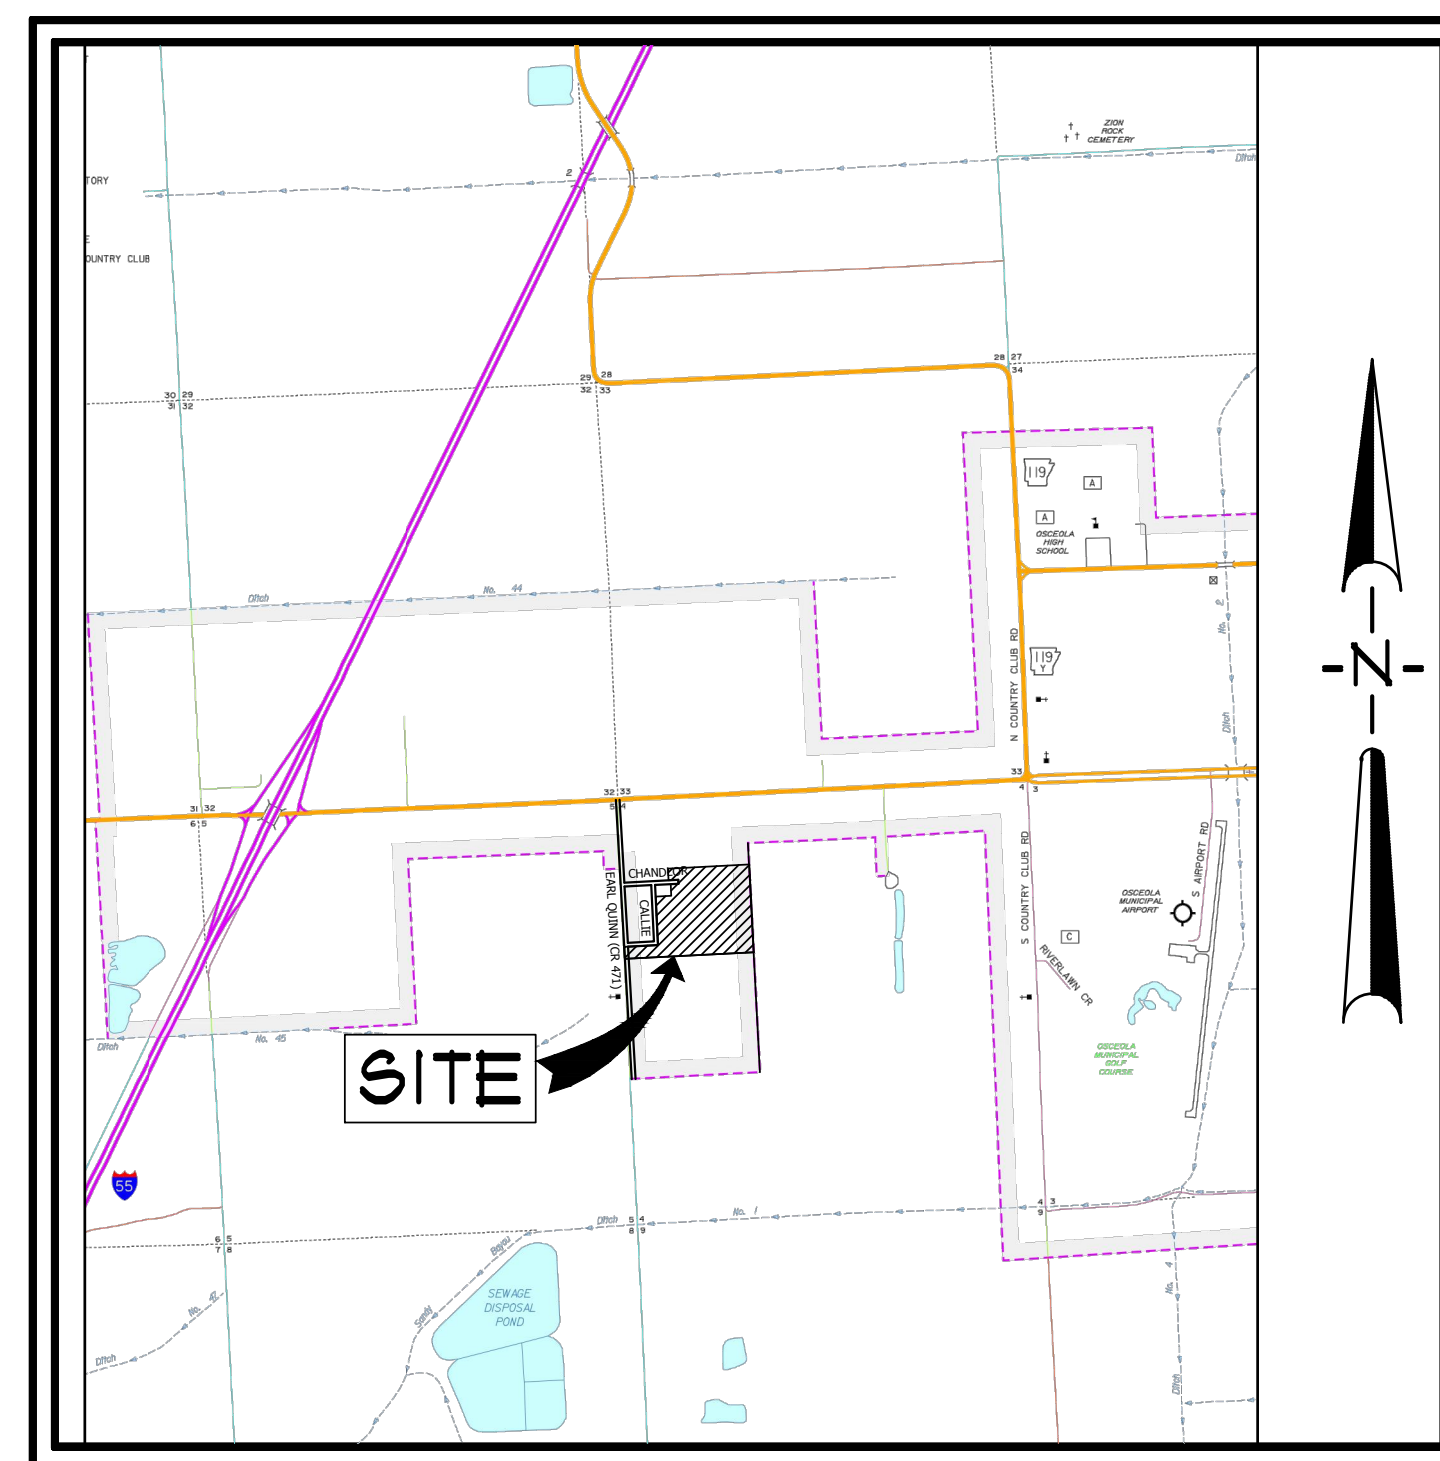 ZION
ROCK
CEMETERY
Ditch
2
TORY
E
OUNTRY CLUB
28 27
34
29 28
32 33
30 29
31 32
119
A
A
OSCEOLA
HIGH
SCHOOL
Ditch
No. 44
No. 2
N COUNTRY CLUB RD
119
Y
Ditch
33
4 3
32 33
5 4
31 32
6 5
CHANDLOR
CALLIE
EARL QUINN (CR 471)
S COUNTRY CLUB RD
S AIRPORT RD
OSCEOLA
MUNICIPAL
AIRPORT
C
RIVERLAWN CR
OSCEOLA
MUNICIPAL
GOLF
COURSE
Ditch
No. 45
SITE
N
55
4 3
9
Ditch
5 4
8 9
No. 1
6 5
7 8
Bayou
Sandy
SEWAGE
DISPOSAL
POND
No. 47
Ditch
No. 4
Ditch